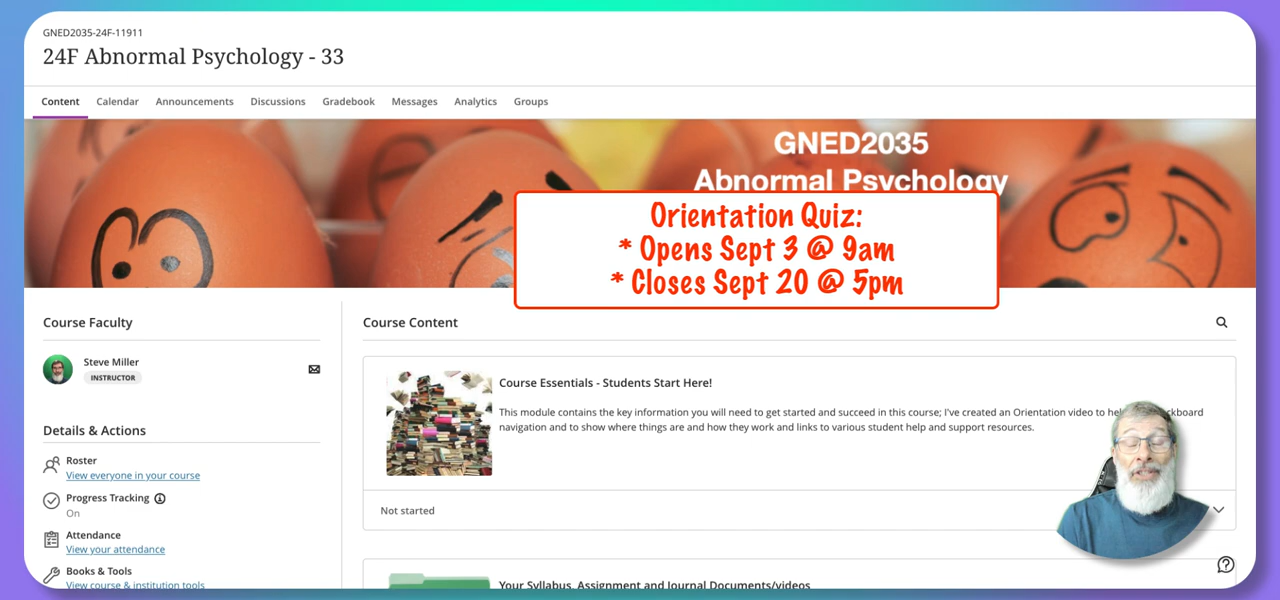 GNED2035-24F-11911
24F Abnormal Psychology - 33
Content Calendar Announcements Discussions Gradebook Messages Analytics Groups
GNED2035
Abnormal Psychology
Orientation Quiz:
* Opens Sept 3 @ 9am
* Closes Sept 20 @ 5pm
Course Faculty
Steve Miller
INSTRUCTOR
Details & Actions
Roster
View everyone in your course
Progress Tracking
On
Attendance
View your attendance
Books & Tools
View course & institution tools
Course Content
Course Essentials - Students Start Here!
This module contains the key information you will need to get started and succeed in this course; I've created an Orientation video to
navigation and to show where things are and how they work and links to various student help and support resources.
Not started
Your Syllabus, Assignment and Journal Documents/videos